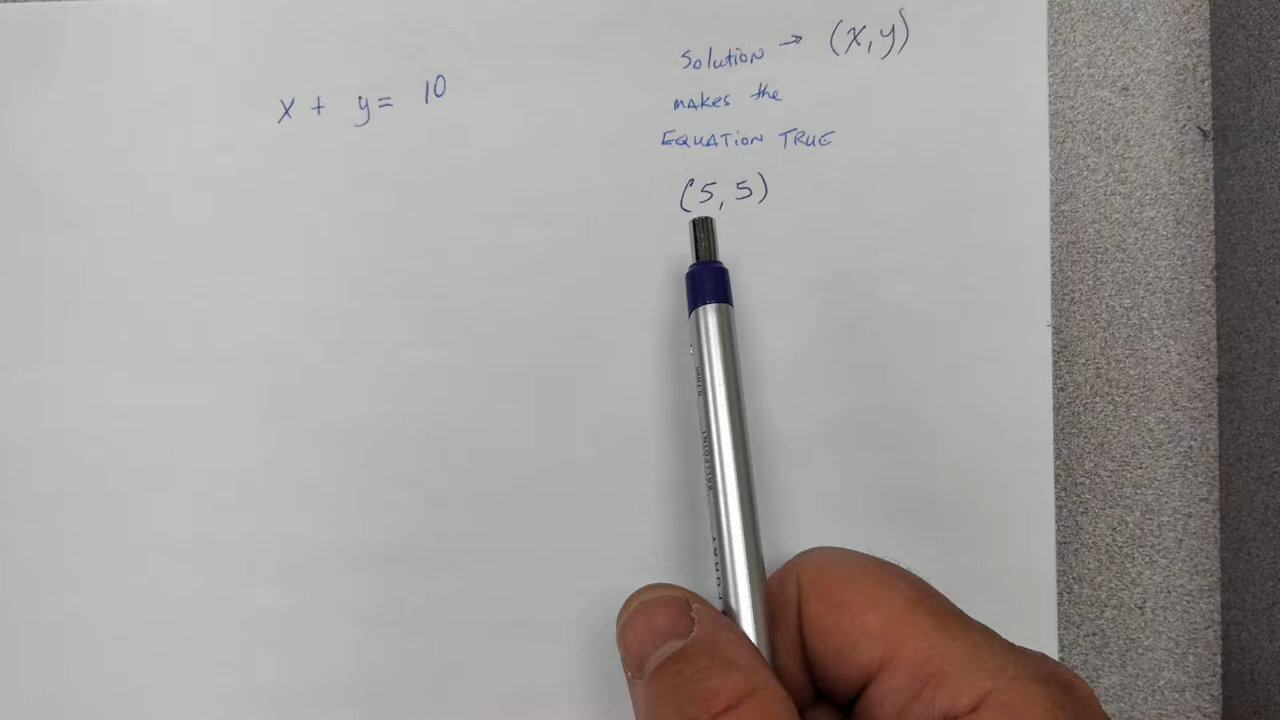 x + y = 10
Solution → (x,y)
makes the
EQUATION TRUE
(5, 5)